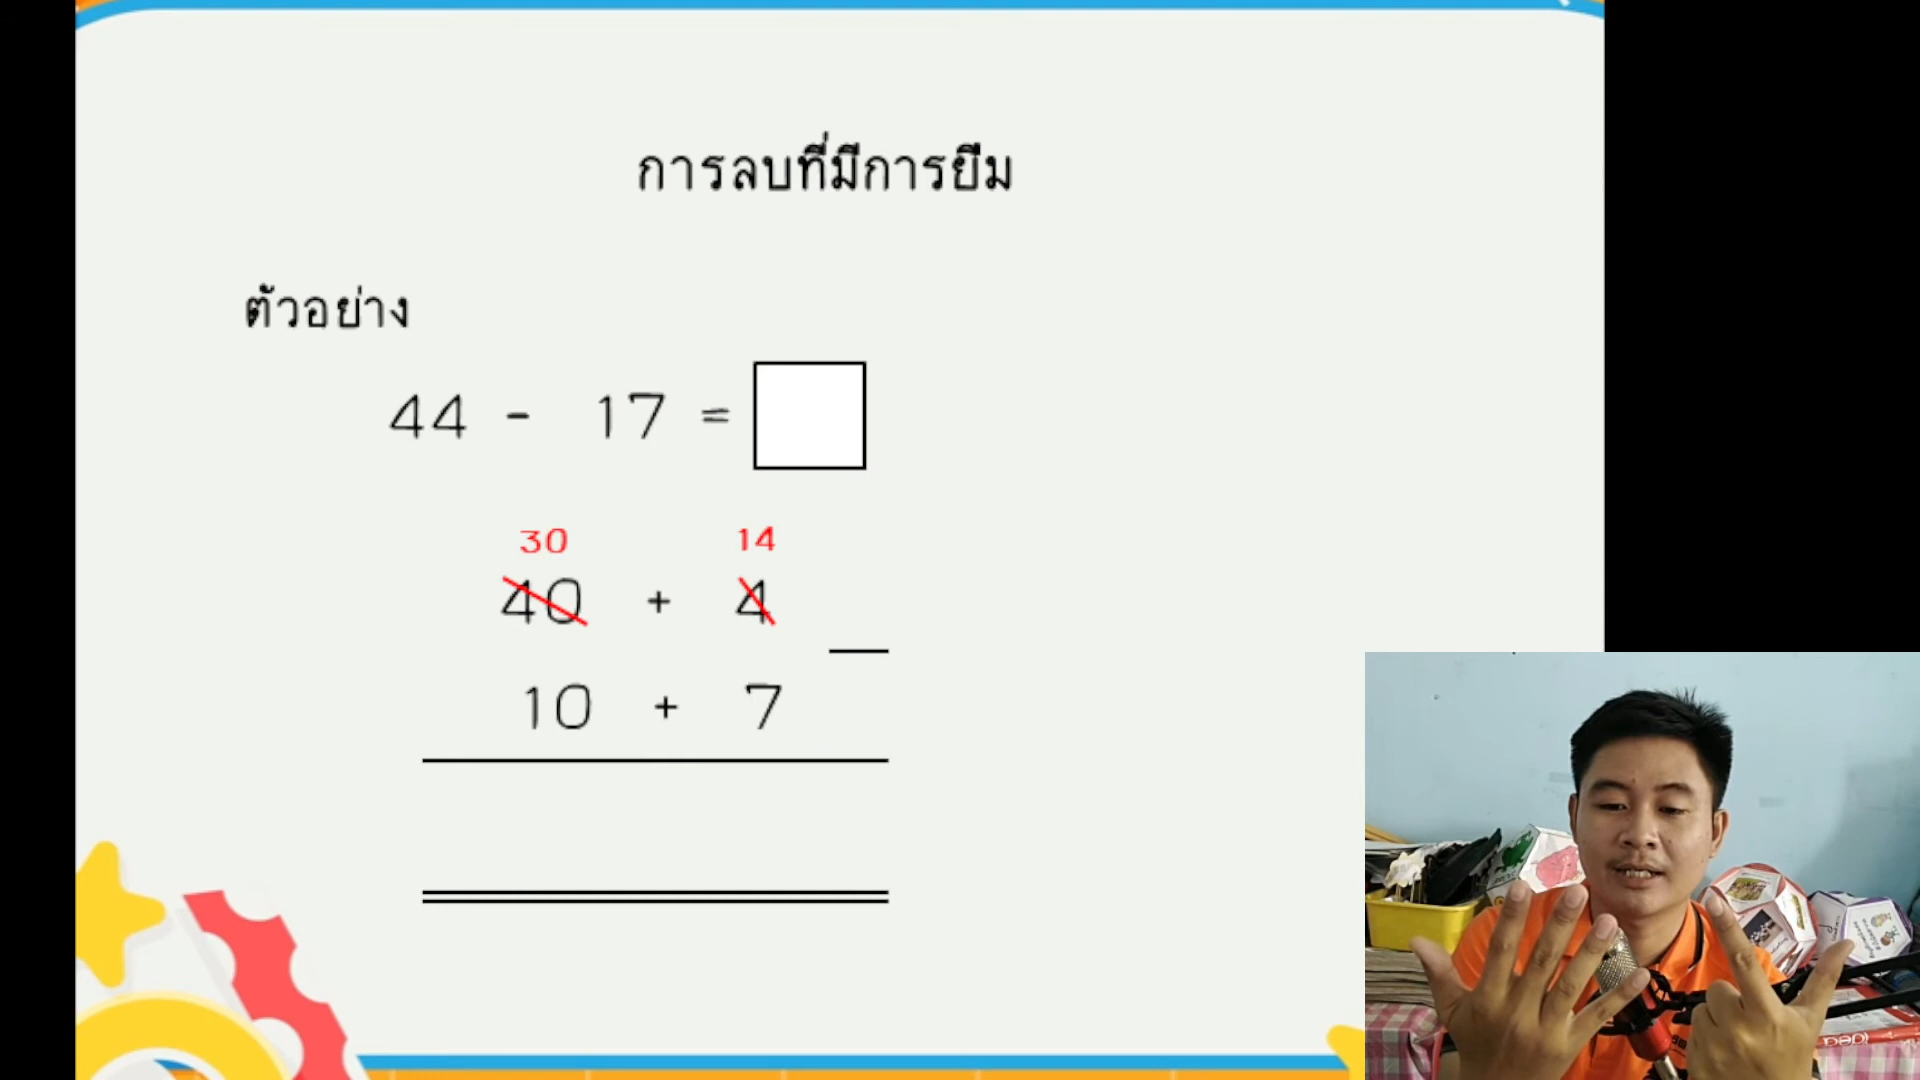 การลบที่มีการยืม
ตัวอย่าง
44 - 17 =
30 14
40 + 4
—
10 + 7